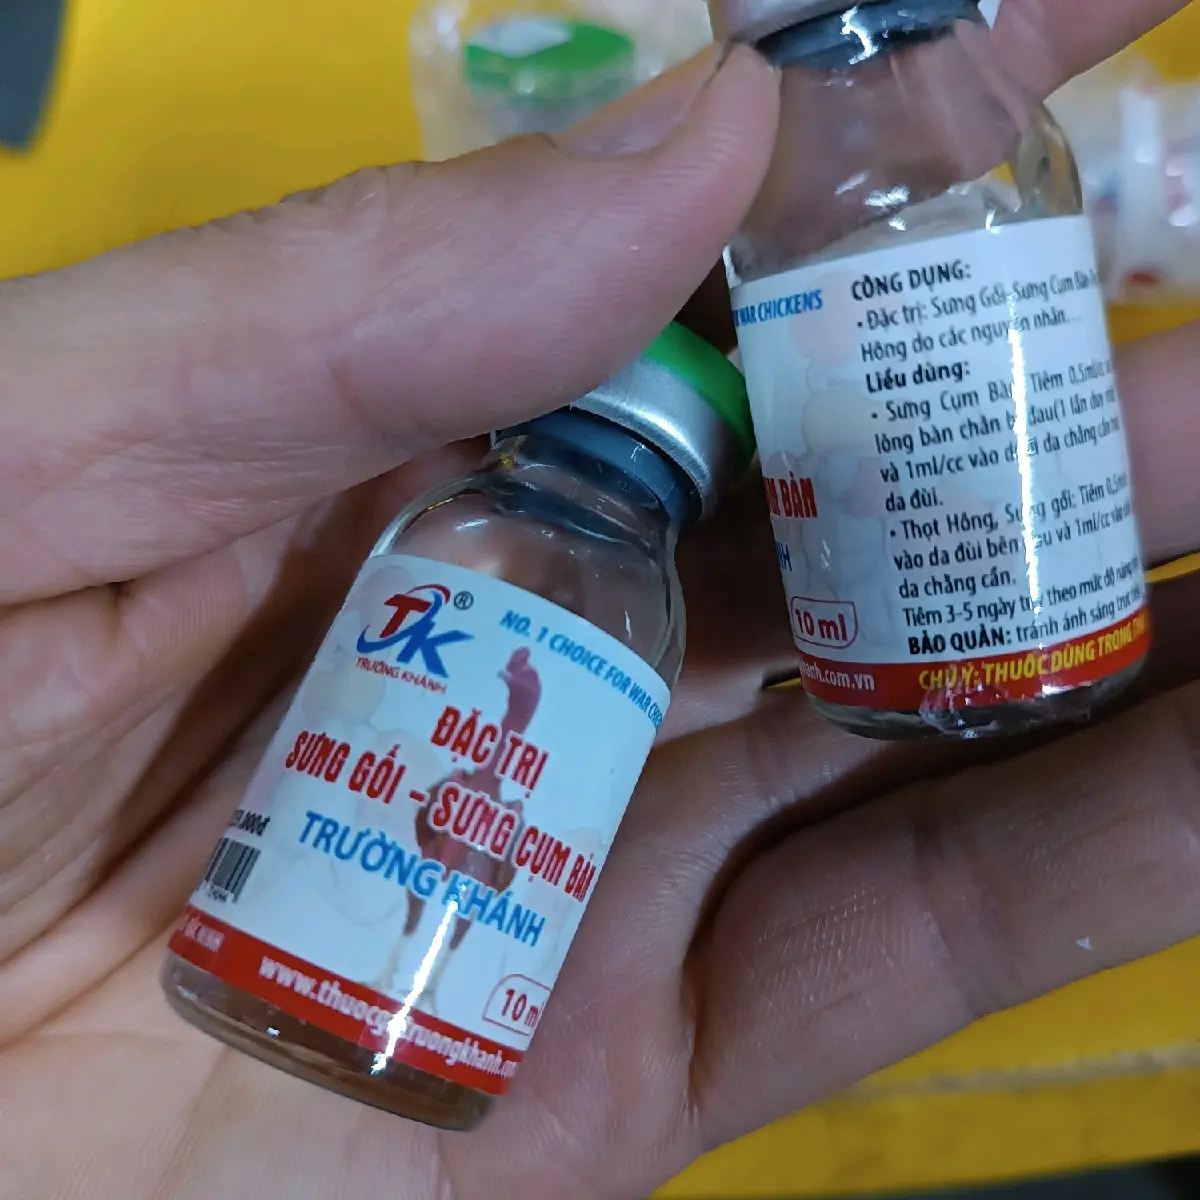 TK®
TRƯỜNG KHÁNH
NO. 1 CHOICE FOR WAR
ĐẶC TRỊ
SƯNG GỐI - SƯNG CỤM BÀN
TRƯỜNG KHÁNH
10 ml
WAR CHICKENS
BÀN
10 ml
CÔNG DỤNG:
• Đặc trị: Sưng Gối-Sưng Cụm Bàn
Hông do các nguyên nhân....
Liều dùng:
• Sưng Cụm Bàn: Tiêm 0,5ml/cc
lòng bàn chân bị đau(1 lần duy
và 1ml/cc vào dưới da chằng cần
da đùi.
• Thọt Hông, Sưng gối: Tiêm 0,5ml
vào da đùi bên đau và 1ml/cc vào
da chằng cần.
Tiêm 3-5 ngày tùy theo mức độ nặng
BẢO QUẢN: tránh ánh sáng trực
CHÚ Ý: THUỐC DÙNG TRONG